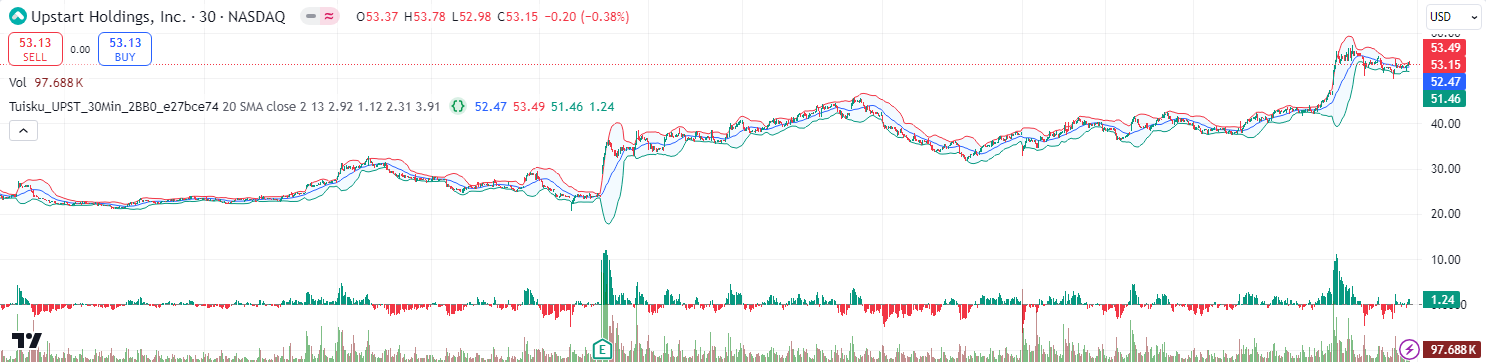 Upstart Holdings, Inc. · 30 · NASDAQ O53.37 H53.78 L52.98 C53.15 −0.20 (−0.38%)
USD
53.13 SELL
0.00
53.13 BUY
Vol 97.688K
Tuisku_UPST_30Min_2BB0_e27bce74 20 SMA close 2 13 2.92 1.12 2.31 3.91 {} 52.47 53.49 51.46 1.24
53.49
53.15
52.47
51.46
40.00
30.00
20.00
10.00
1.24
E
97.688K